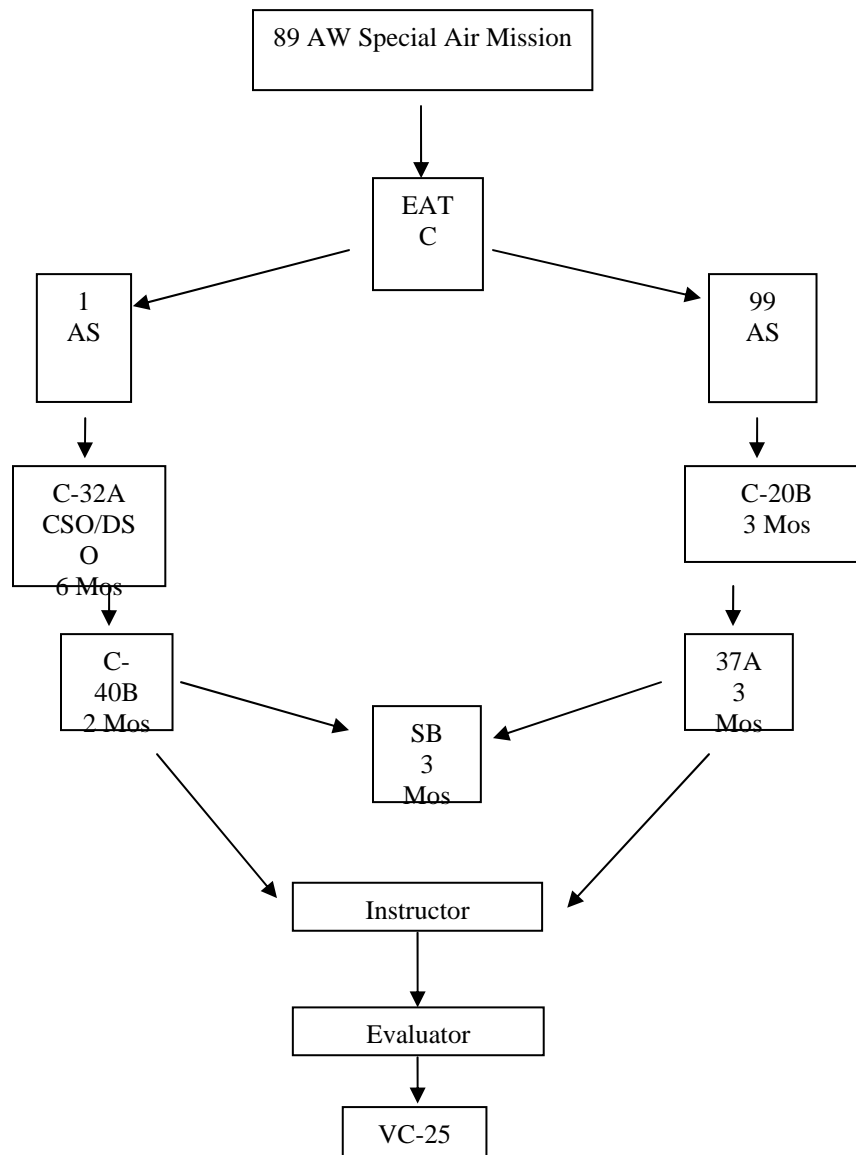 89 AW Special Air Mission
EAT
C
1
AS
99
AS
C-32A
CSO/DS
O
6 Mos
C-20B
3 Mos
C-
40B
2 Mos
37A
3
Mos
SB
3
Mos
Instructor
Evaluator
VC-25